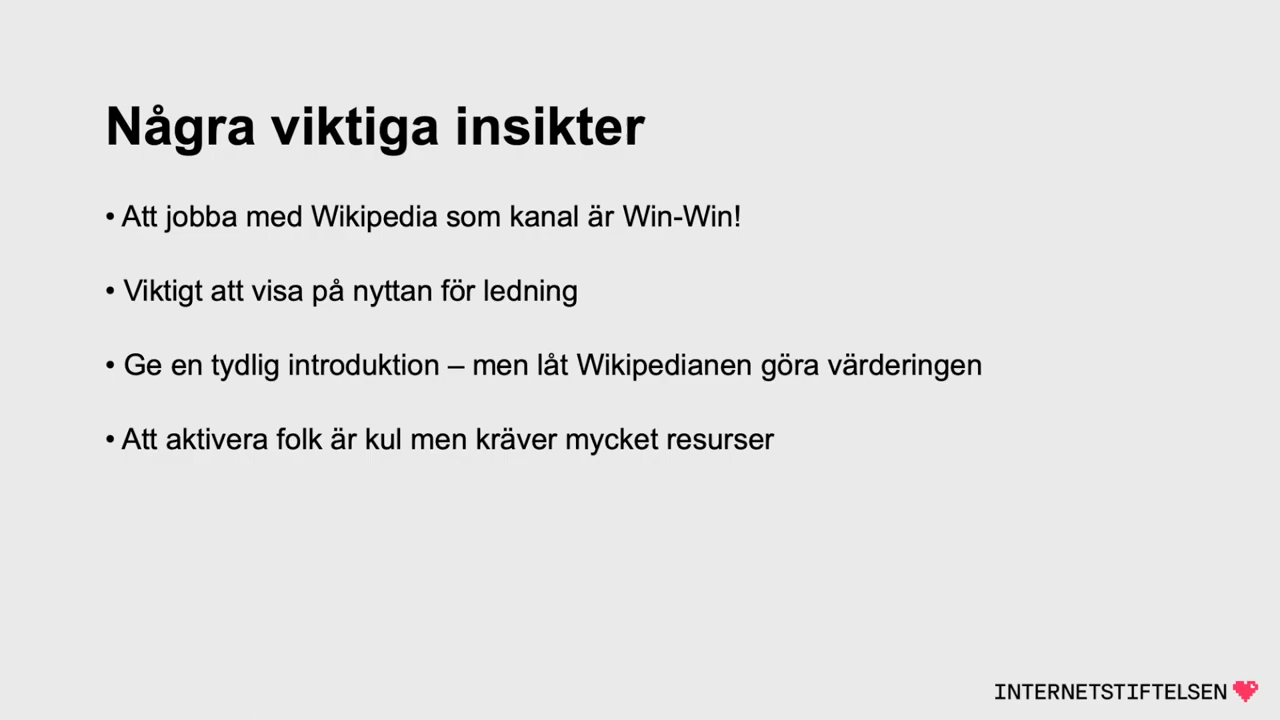 Några viktiga insikter
• Att jobba med Wikipedia som kanal är Win-Win!
• Viktigt att visa på nyttan för ledning
• Ge en tydlig introduktion – men låt Wikipedianen göra värderingen
• Att aktivera folk är kul men kräver mycket resurser
INTERNETSTIFTELSEN